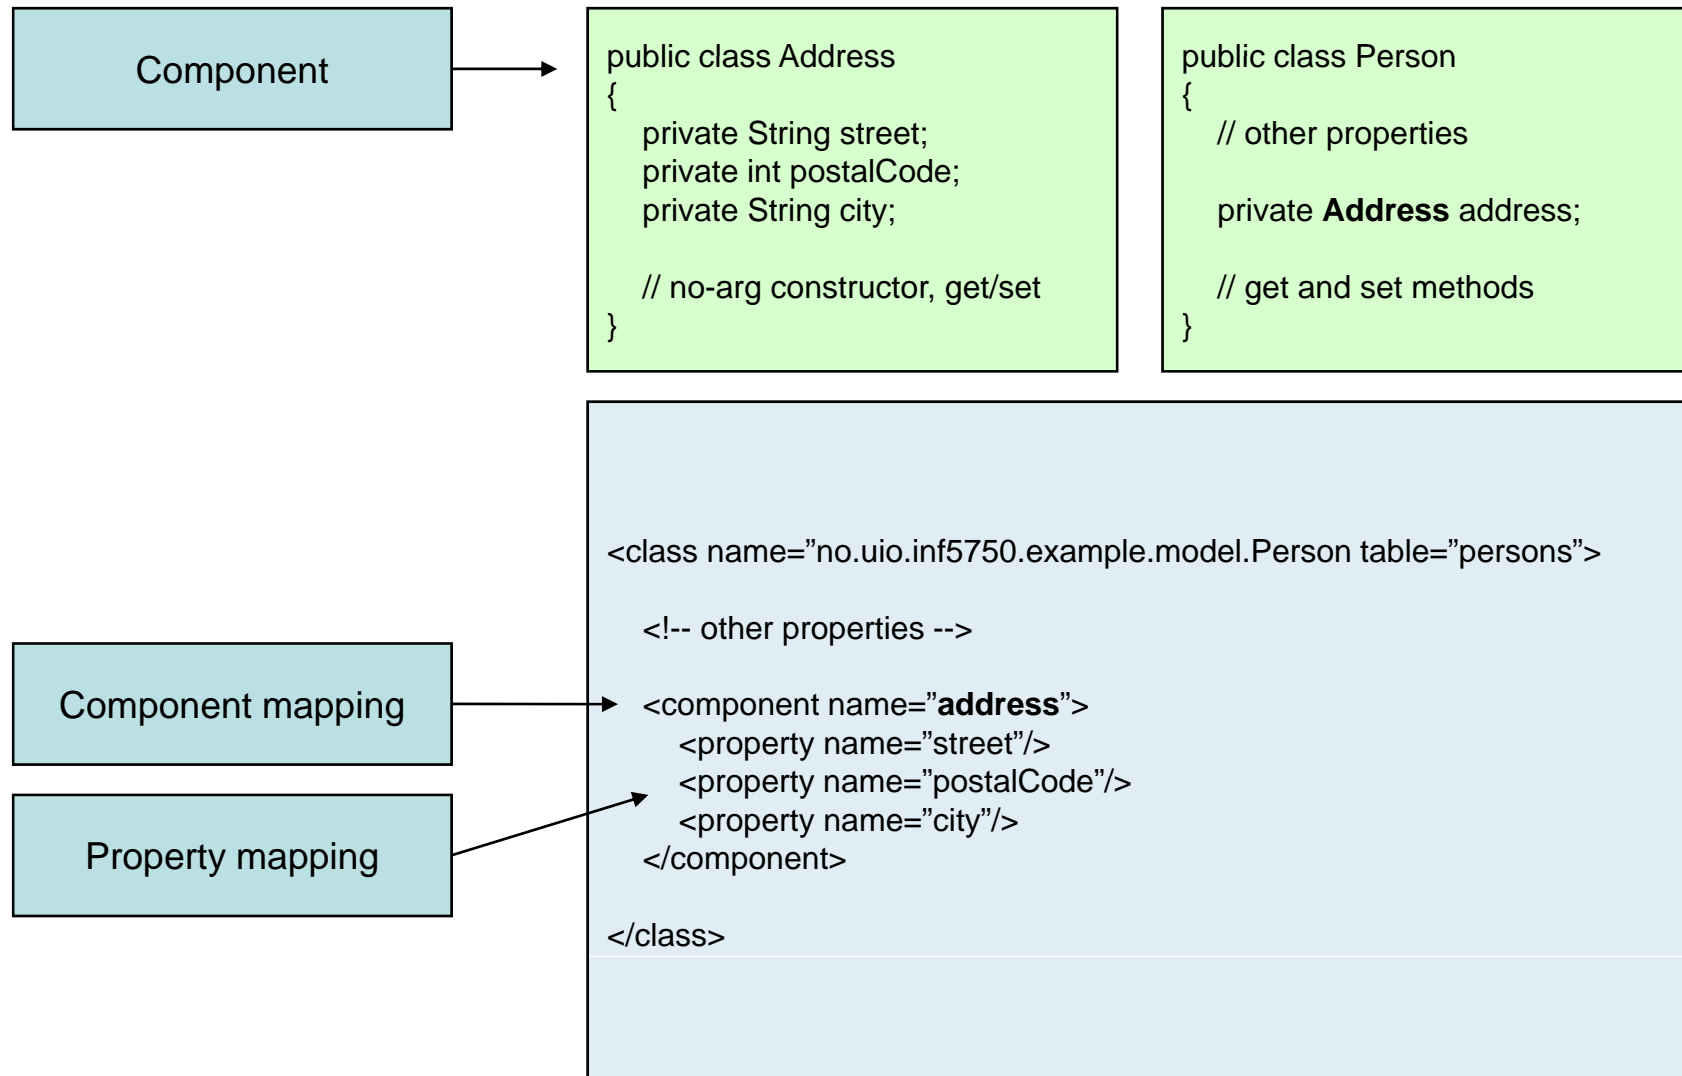 Component
public class Address
{
private String street;
private int postalCode;
private String city;
// no-arg constructor, get/set
}
public class Person
{
// other properties
private Address address;
// get and set methods
}
<class name=”no.uio.inf5750.example.model.Person table=”persons”>
<!-- other properties -->
Component mapping
<component name=”address”>
<property name=”street”/>
<property name=”postalCode”/>
<property name=”city”/>
</component>
Property mapping
</class>